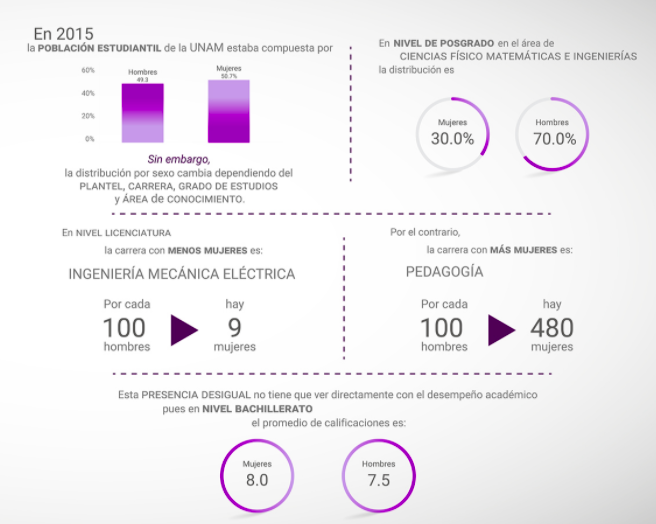 En 2015
la POBLACIÓN ESTUDIANTIL de la UNAM estaba compuesta por
60%
40%
20%
0%
Hombres
49.3
Mujeres
50.7%
Sin embargo,
la distribución por sexo cambia dependiendo del
PLANTEL, CARRERA, GRADO DE ESTUDIOS
y ÁREA de CONOCIMIENTO.
En NIVEL DE POSGRADO en el área de
CIENCIAS FÍSICO MATEMÁTICAS E INGENIERÍAS
la distribución es
Mujeres
30.0%
Hombres
70.0%
En NIVEL LICENCIATURA
la carrera con MENOS MUJERES es:
INGENIERÍA MECÁNICA ELÉCTRICA
Por cada
100
hombres
hay
9
mujeres
Por el contrario,
la carrera con MÁS MUJERES es:
PEDAGOGÍA
Por cada
100
hombres
hay
480
mujeres
Esta PRESENCIA DESIGUAL no tiene que ver directamente con el desempeño académico
pues en NIVEL BACHILLERATO
el promedio de calificaciones es:
Mujeres
8.0
Hombres
7.5